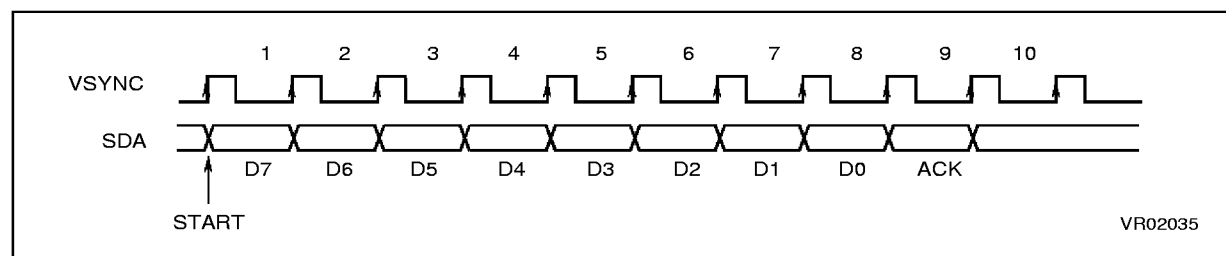 1 2 3 4 5 6 7 8 9 10
VSYNC
SDA
D7 D6 D5 D4 D3 D2 D1 D0 ACK
START
VR02035